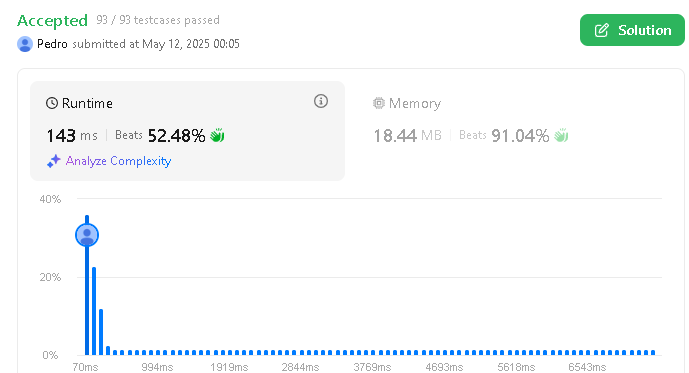 Accepted 93 / 93 testcases passed
Pedro submitted at May 12, 2025 00:05
Solution
Runtime
143 ms | Beats 52.48%
Analyze Complexity
Memory
18.44 MB | Beats 91.04%
40%
20%
0%
70ms 994ms 1919ms 2844ms 3769ms 4693ms 5618ms 6543ms